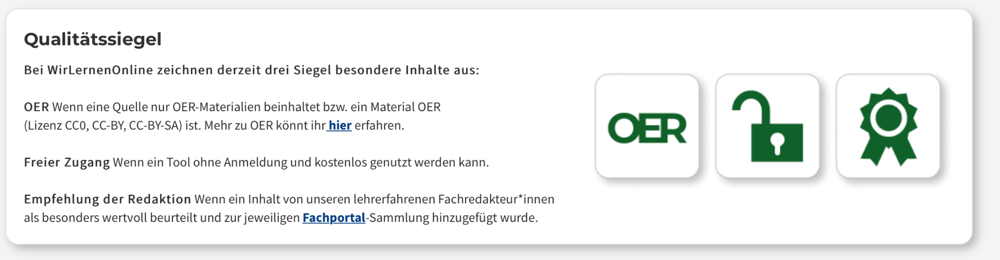 Qualitätssiegel
Bei WirLernenOnline zeichnen derzeit drei Siegel besondere Inhalte aus:
OER Wenn eine Quelle nur OER-Materialien beinhaltet bzw. ein Material OER
(Lizenz CC0, CC-BY, CC-BY-SA) ist. Mehr zu OER könnt ihr hier erfahren.
Freier Zugang Wenn ein Tool ohne Anmeldung und kostenlos genutzt werden kann.
Empfehlung der Redaktion Wenn ein Inhalt von unseren lehrerfahrenen Fachredakteur*innen
als besonders wertvoll beurteilt und zur jeweiligen Fachportal-Sammlung hinzugefügt wurde.
OER